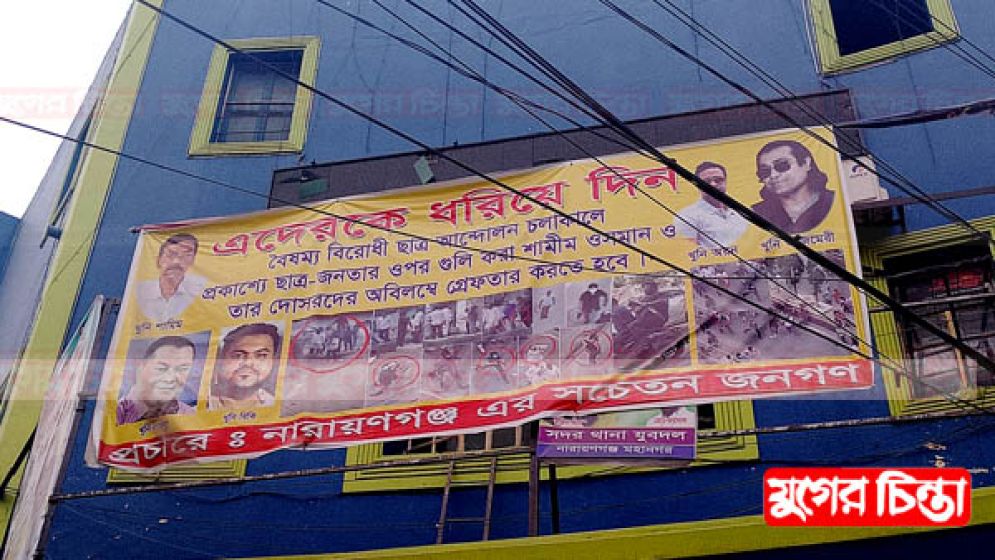 এদেরকে ধরিয়ে দিন
বৈষম্য বিরোধী ছাত্র আন্দোলন চলাকালে
প্রকাশ্যে ছাত্র-জনতার ওপর গুলি করা শামীম ওসমান ও
তার দোসরদের অবিলম্বে গ্রেফতার করতে হবে ।
খুনি শামিম
খুনি
খুনি
প্রচারে ঃ নারায়ণগঞ্জ এর সচেতন জনগণ
সদর থানা যুবদল
নারায়ণগঞ্জ মহানগর
যুগের চিন্তা